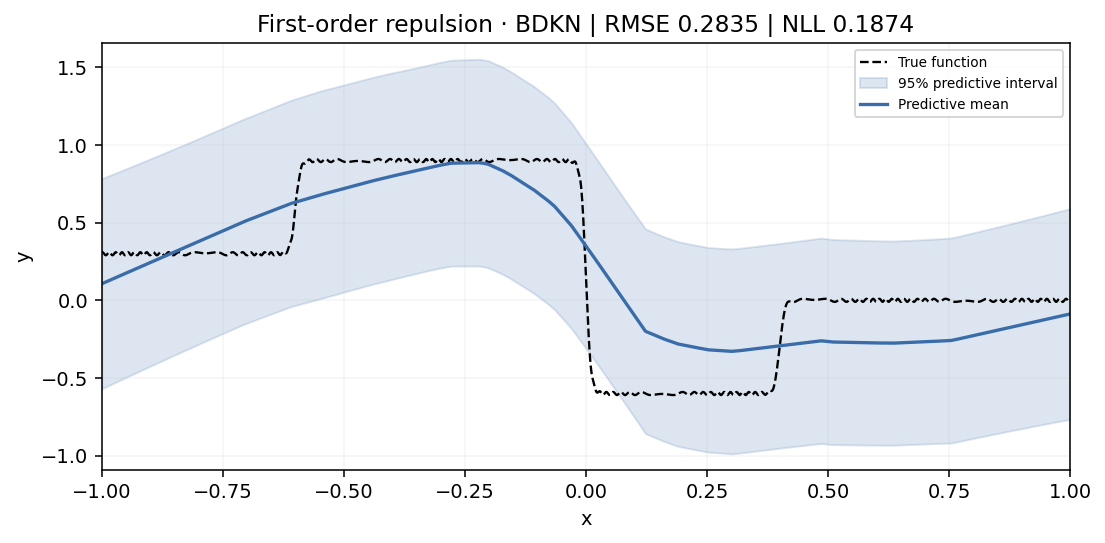 First-order repulsion · BDKN | RMSE 0.2835 | NLL 0.1874
True function
95% predictive interval
Predictive mean
y
1.5
1.0
0.5
0.0
−0.5
−1.0
−1.00 −0.75 −0.50 −0.25 0.00 0.25 0.50 0.75 1.00
x